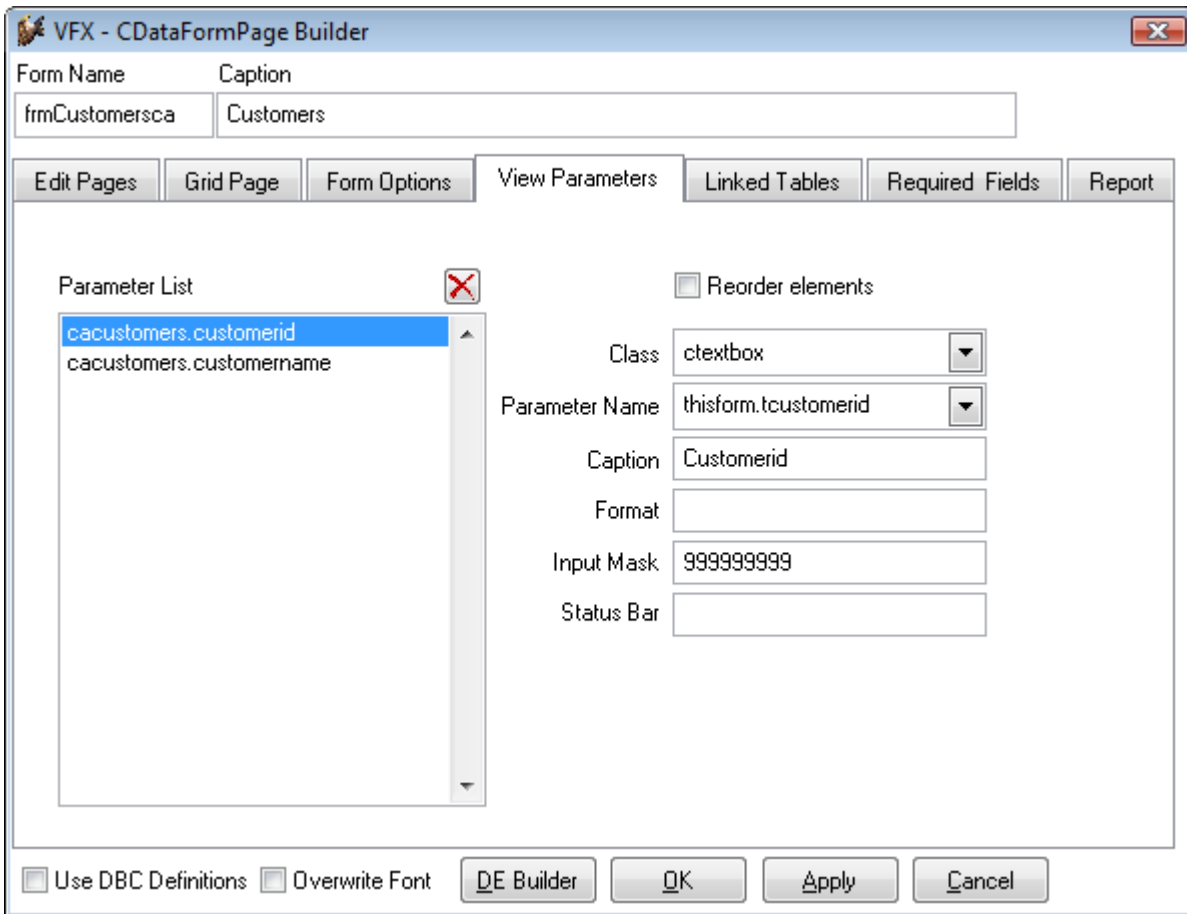 VFX - CDataFormPage Builder
Form Name Caption
frmCustomersca Customers
Edit Pages Grid Page Form Options View Parameters Linked Tables Required Fields Report
Parameter List Reorder elements
cacustomers.customerid
cacustomers.customername
Class ctextbox
Parameter Name thisform.tcustomerid
Caption Customerid
Format
Input Mask 999999999
Status Bar
Use DBC Definitions Overwrite Font DE Builder OK Apply Cancel